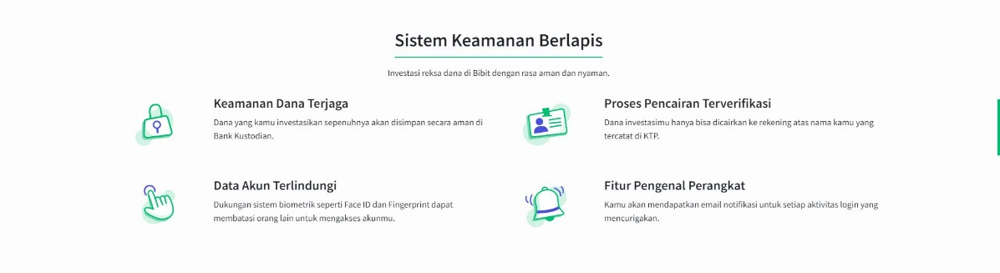 Sistem Keamanan Berlapis
Investasi reksa dana di Bibit dengan rasa aman dan nyaman.
Keamanan Dana Terjaga
Dana yang kamu investasikan sepenuhnya akan disimpan secara aman di
Bank Kustodian.
Proses Pencairan Terverifikasi
Dana investasimu hanya bisa dicairkan ke rekening atas nama kamu yang
tercatat di KTP.
Data Akun Terlindungi
Dukungan sistem biometrik seperti Face ID dan Fingerprint dapat
membatasi orang lain untuk mengakses akunmu.
Fitur Pengenal Perangkat
Kamu akan mendapatkan email notifikasi untuk setiap aktivitas login yang
mencurigakan.